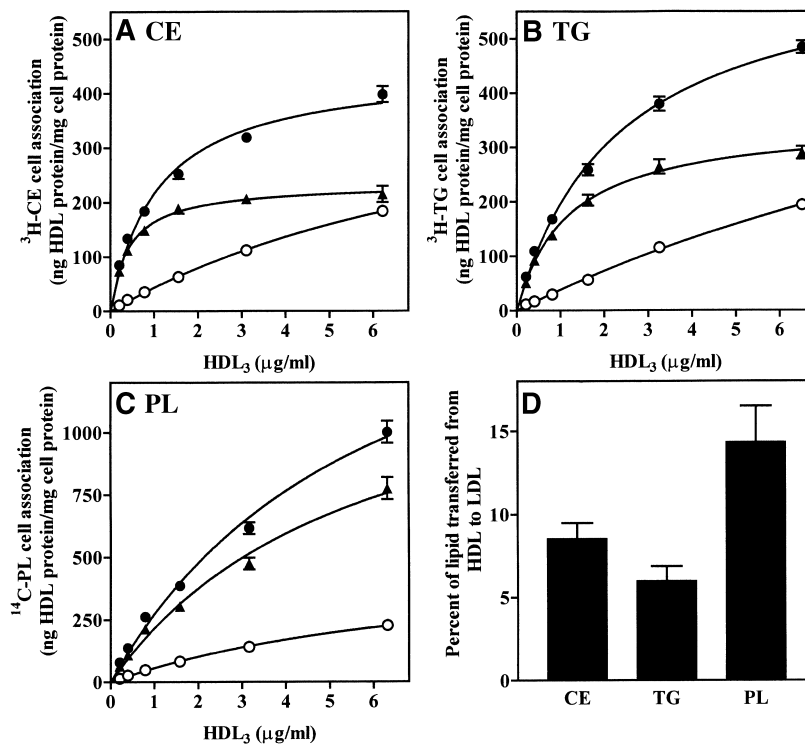 A CE
³H-CE cell association
(ng HDL protein/mg cell protein)
500
400
300
200
100
0
0 1 2 3 4 5 6
HDL₃ (μg/ml)
B TG
³H-TG cell association
(ng HDL protein/mg cell protein)
500
400
300
200
100
0
0 1 2 3 4 5 6
HDL₃ (μg/ml)
C PL
¹⁴C-PL cell association
(ng HDL protein/mg cell protein)
1000
750
500
250
0
0 1 2 3 4 5 6
HDL₃ (μg/ml)
D
Percent of lipid transferred from
HDL to LDL
15
10
5
0
CE TG PL